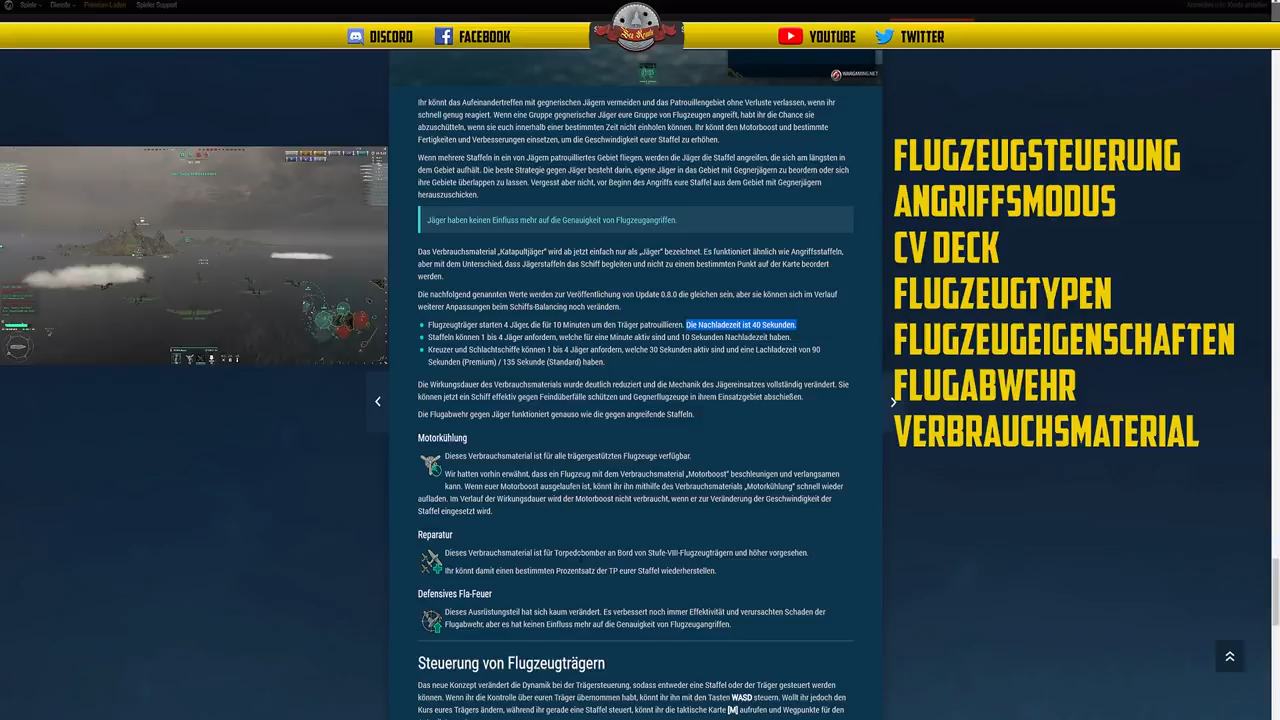 Spiele
Dienste
Premium-Laden
Spieler Support
DISCORD
FACEBOOK
YOUTUBE
TWITTER
WARGAMING.NET
Ihr könnt das Aufeinandertreffen mit gegnerischen Jägern vermeiden und das Patrouillengebiet ohne Verluste verlassen, wenn ihr
schnell genug reagiert. Wenn eine Gruppe gegnerischer Jäger eure Gruppe von Flugzeugen angreift, habt ihr die Chance sie
abzuschütteln, wenn sie euch innerhalb einer bestimmten Zeit nicht einholen können. Ihr könnt den Motorboost und bestimmte
Fertigkeiten und Verbesserungen einsetzen, um die Geschwindigkeit eurer Staffel zu erhöhen.
Wenn mehrere Staffeln in ein von Jägern patrouilliertes Gebiet fliegen, werden die Jäger die Staffel angreifen, die sich am längsten in
dem Gebiet aufhält. Die beste Strategie gegen Jäger besteht darin, eigene Jäger in das Gebiet mit Gegnerjägern zu beordern oder sich
ihre Gebiete überlappen zu lassen. Vergesst aber nicht, vor Beginn des Angriffs eure Staffel aus dem Gebiet mit Gegnerjägern
herauszuschicken.
Jäger haben keinen Einfluss mehr auf die Genauigkeit von Flugzeugangriffen.
Das Verbrauchsmaterial „Katapultjäger" wird ab jetzt einfach nur als „Jäger" bezeichnet. Es funktioniert ähnlich wie Angriffsstaffeln,
aber mit dem Unterschied, dass Jägerstaffeln das Schiff begleiten und nicht zu einem bestimmten Punkt auf der Karte beordert
werden.
Die nachfolgend genannten Werte werden zur Veröffentlichung von Update 0.8.0 die gleichen sein, aber sie können sich im Verlauf
weiterer Anpassungen beim Schiffs-Balancing noch verändern.
Flugzeugträger starten 4 Jäger, die für 10 Minuten um den Träger patrouillieren. Die Nachladezeit ist 40 Sekunden.
Staffeln können 1 bis 4 Jäger anfordern, welche für eine Minute aktiv sind und 10 Sekunden Nachladezeit haben.
Kreuzer und Schlachtschiffe können 1 bis 4 Jäger anfordern, welche 30 Sekunden aktiv sind und eine Lachladezeit von 90
Sekunden (Premium) / 135 Sekunde (Standard) haben.
Die Wirkungsdauer des Verbrauchsmaterials wurde deutlich reduziert und die Mechanik des Jägereinsatzes vollständig verändert. Sie
können jetzt ein Schiff effektiv gegen Feindüberfälle schützen und Gegnerflugzeuge in ihrem Einsatzgebiet abschießen.
Die Flugabwehr gegen Jäger funktioniert genauso wie die gegen angreifende Staffeln.
Motorkühlung
Dieses Verbrauchsmaterial ist für alle trägergestützten Flugzeuge verfügbar.
Wir hatten vorhin erwähnt, dass ein Flugzeug mit dem Verbrauchsmaterial „Motorboost" beschleunigen und verlangsamen
kann. Wenn euer Motorboost ausgelaufen ist, könnt ihr ihn mithilfe des Verbrauchsmaterials „Motorkühlung" schnell wieder
aufladen. Im Verlauf der Wirkungsdauer wird der Motorboost nicht verbraucht, wenn er zur Veränderung der Geschwindigkeit der
Staffel eingesetzt wird.
Reparatur
Dieses Verbrauchsmaterial ist für Torpedobomber an Bord von Stufe-VIII-Flugzeugträgern und höher vorgesehen.
Ihr könnt damit einen bestimmten Prozentsatz der TP eurer Staffel wiederherstellen.
Defensives Fla-Feuer
Dieses Ausrüstungsteil hat sich kaum verändert. Es verbessert noch immer Effektivität und verursachten Schaden der
Flugabwehr, aber es hat keinen Einfluss mehr auf die Genauigkeit von Flugzeugangriffen.
Steuerung von Flugzeugträgern
Das neue Konzept verändert die Dynamik bei der Trägersteuerung, sodass entweder eine Staffel oder der Träger gesteuert werden
können. Wenn ihr die Kontrolle über euren Träger übernommen habt, könnt ihr ihn mit den Tasten WASD steuern. Wollt ihr jedoch den
Kurs eures Trägers ändern, während ihr gerade eine Staffel steuert, könnt ihr die taktische Karte [M] aufrufen und Wegpunkte für den
FLUGZEUGSTEUERUNG
ANGRIFFSMODUS
CV DECK
FLUGZEUGTYPEN
FLUGZEUGEIGENSCHAFTEN
FLUGABWEHR
VERBRAUCHSMATERIAL